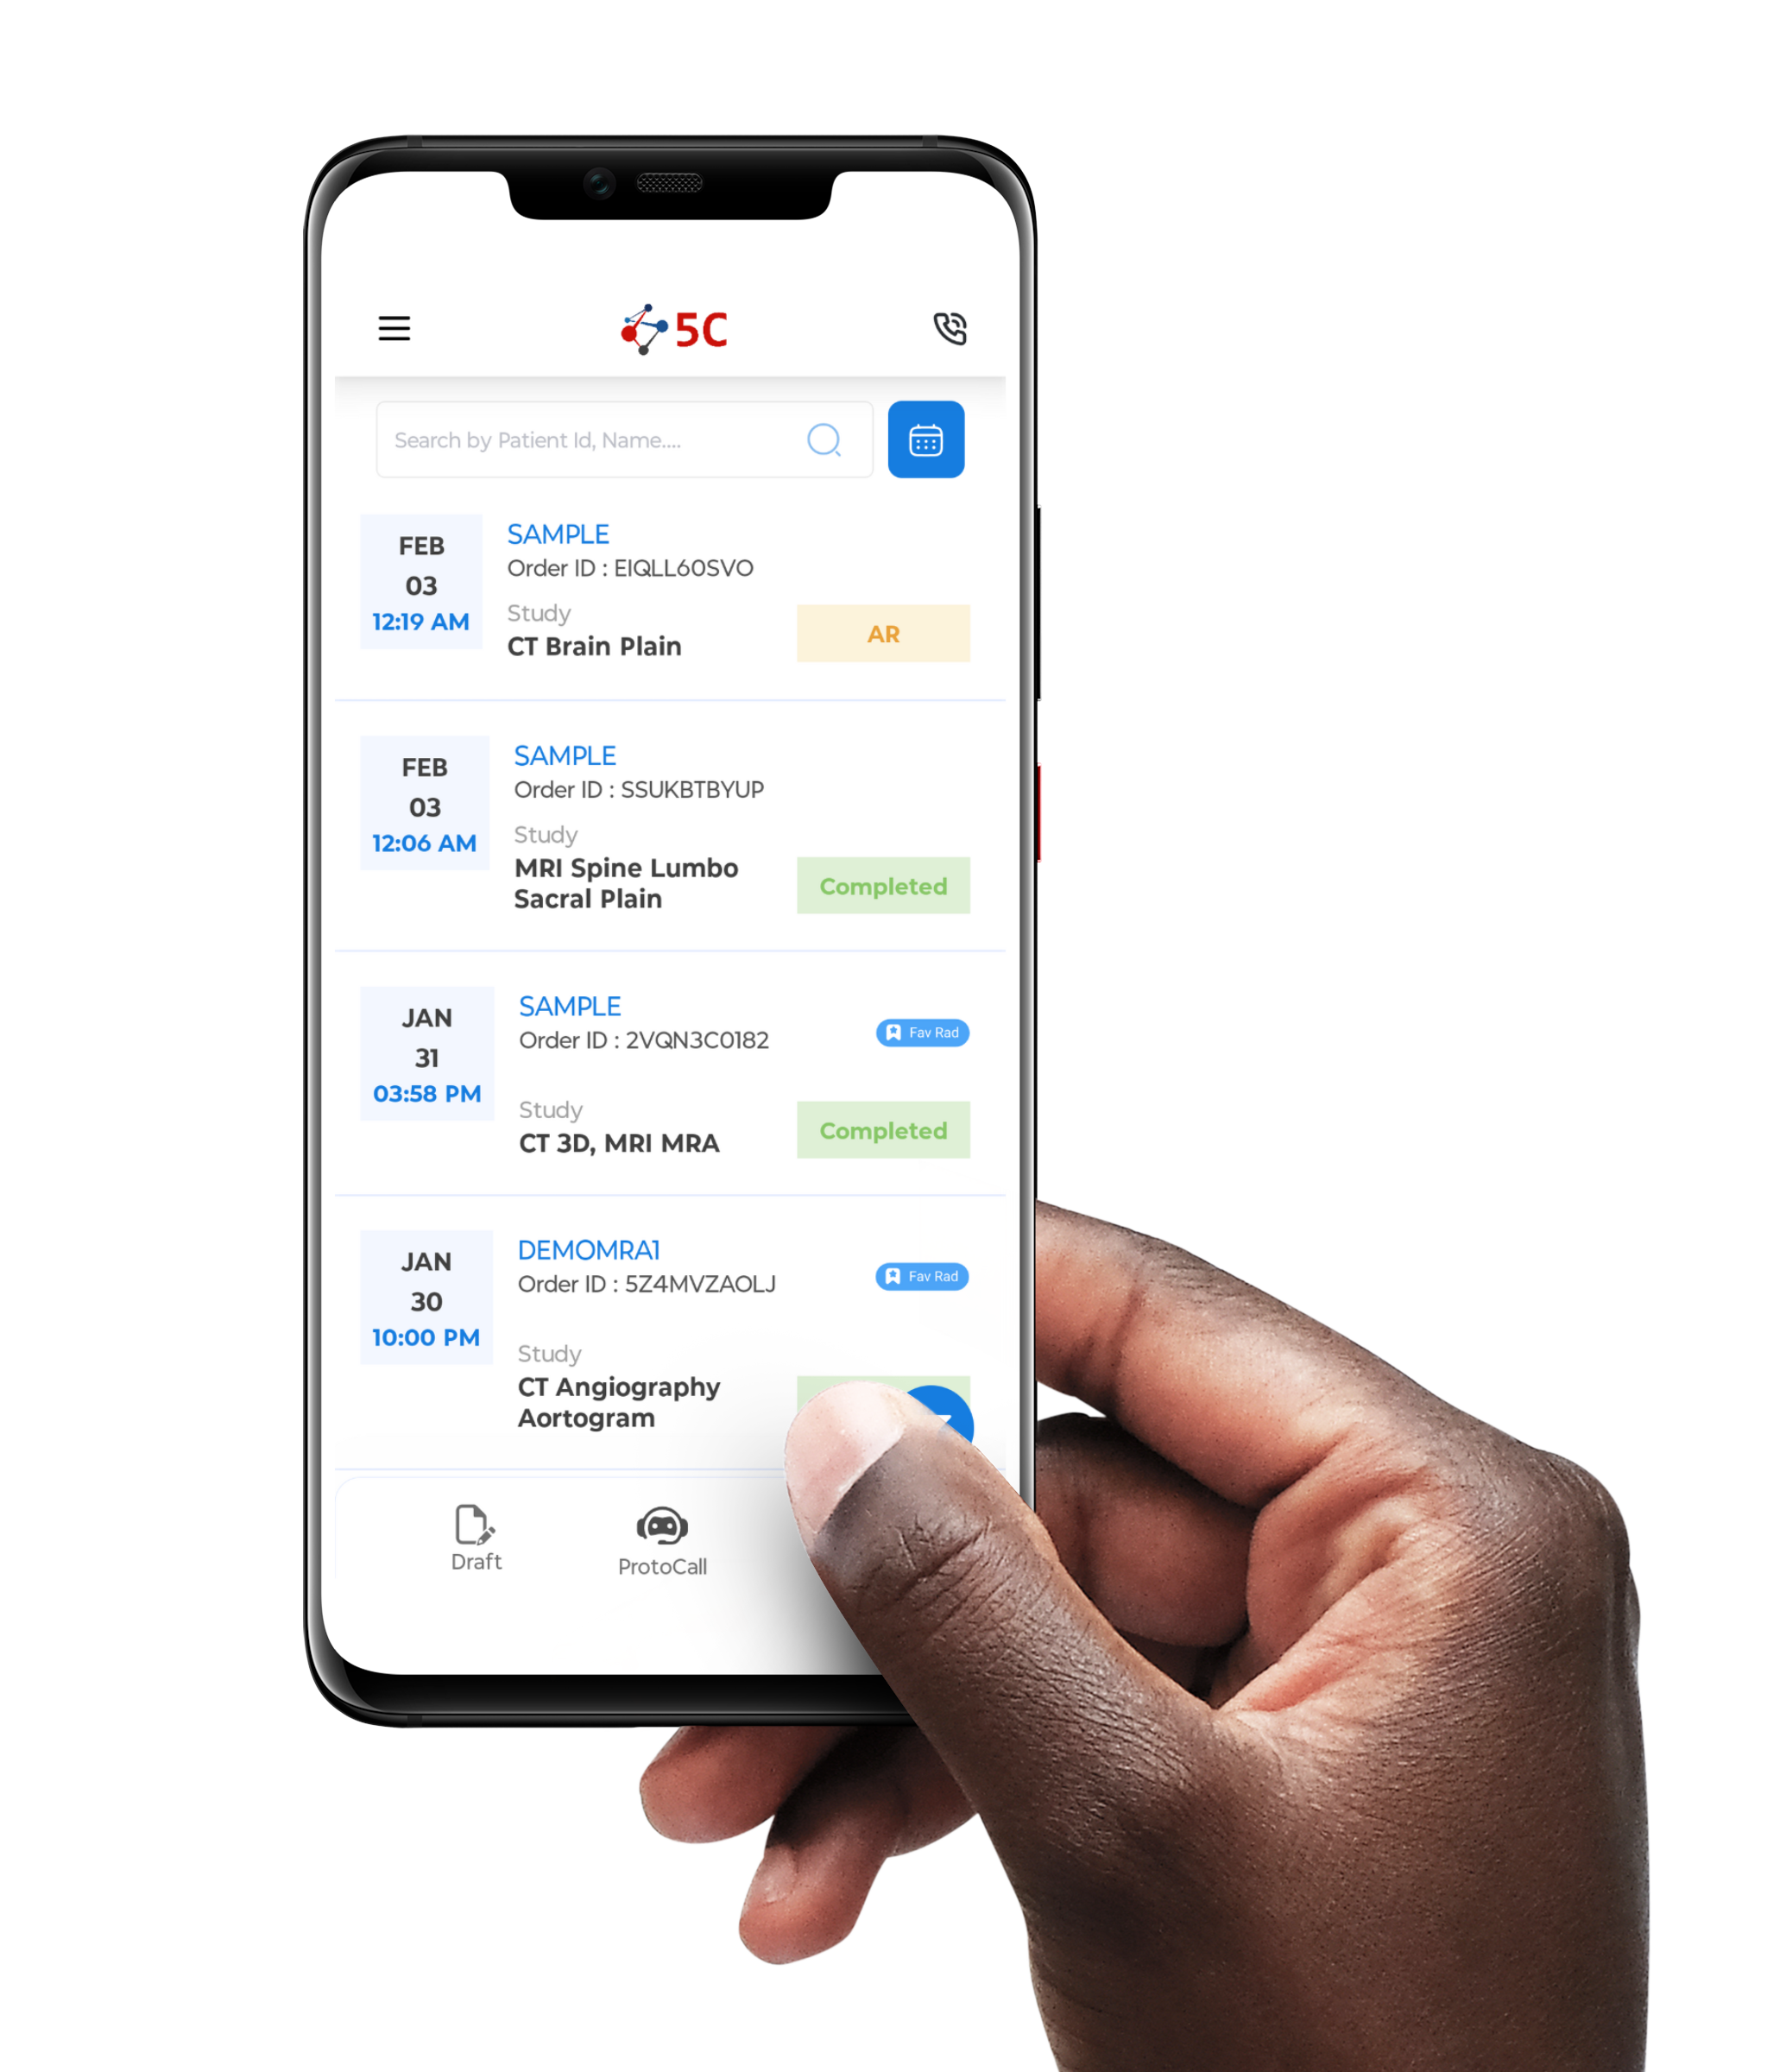 5C
Search by Patient Id, Name....
FEB
03
12:19 AM
SAMPLE
Order ID : EIQLL60SVO
Study
CT Brain Plain
AR
FEB
03
12:06 AM
SAMPLE
Order ID : SSUKBTBYUP
Study
MRI Spine Lumbo
Sacral Plain
Completed
JAN
31
03:58 PM
SAMPLE
Order ID : 2VQN3C0182
Fav Rad
Study
CT 3D, MRI MRA
Completed
JAN
30
10:00 PM
DEMOMRA1
Order ID : 5Z4MVZAOLJ
Fav Rad
Study
CT Angiography
Aortogram
Draft
ProtoCall